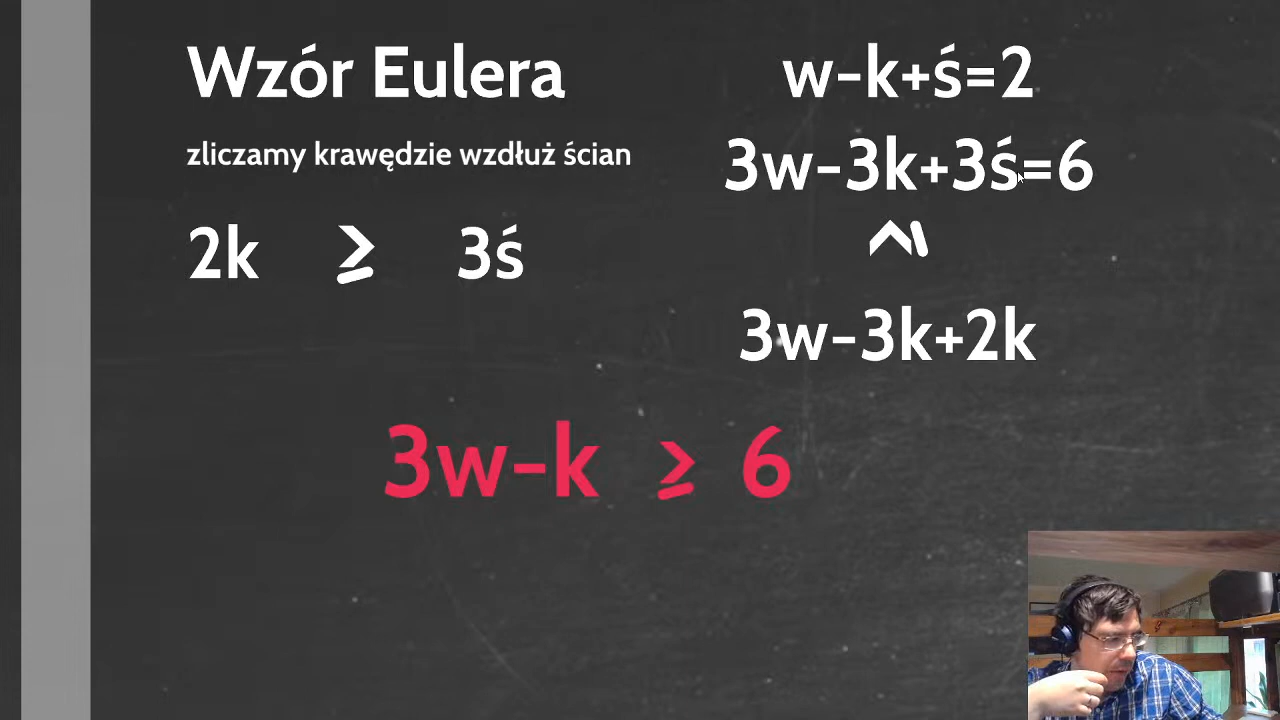 Wzór Eulera
zliczamy krawędzie wzdłuż ścian
2k ≥ 3ś
w-k+ś=2
3w-3k+3ś=6
≥
3w-3k+2k
3w-k ≥ 6